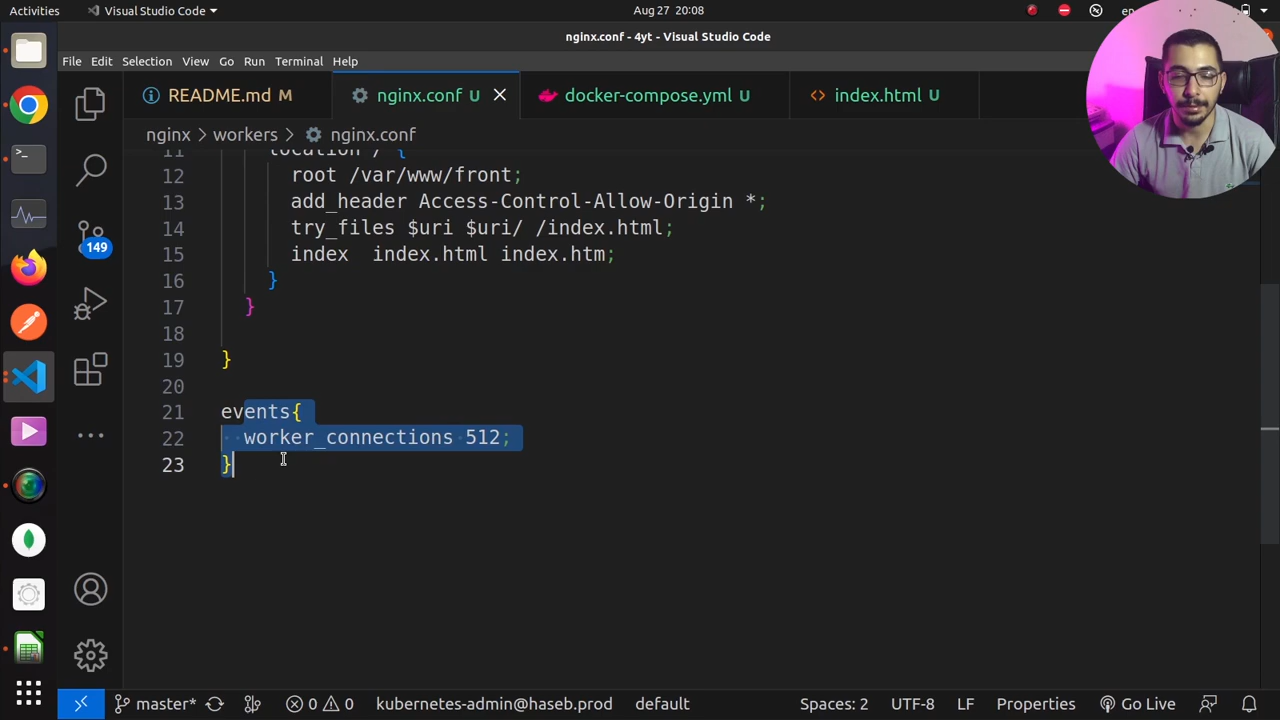 Activities
Visual Studio Code
Aug 27 20:08
en
nginx.conf - 4yt - Visual Studio Code
File Edit Selection View Go Run Terminal Help
README.md M
nginx.conf U
docker-compose.yml U
index.html U
nginx > workers > nginx.conf
11 location / {
12 root /var/www/front;
13 add_header Access-Control-Allow-Origin *;
14 try_files $uri $uri/ /index.html;
15 index  index.html index.htm;
16 }
17 }
18
19 }
20
21 events{
22 worker_connections 512;
23 }
149
master*
0 0
kubernetes-admin@haseb.prod
default
Spaces: 2
UTF-8
LF
Properties
Go Live